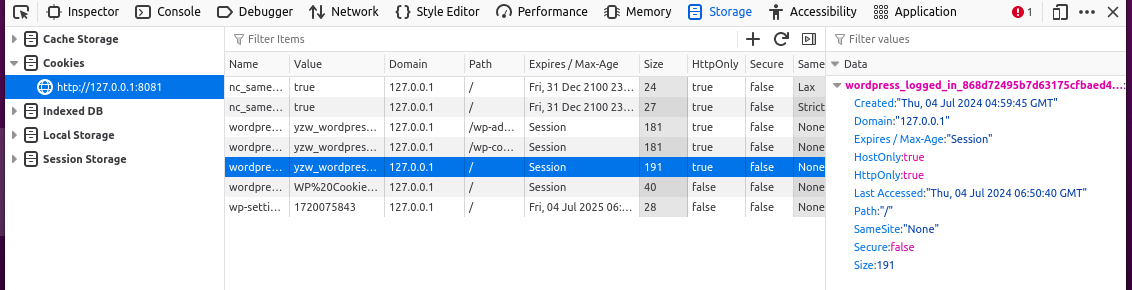 Inspector Console Debugger Network Style Editor Performance Memory Storage Accessibility Application 1
Cache Storage
Cookies
http://127.0.0.1:8081
Indexed DB
Local Storage
Session Storage
Filter Items
Name Value Domain Path Expires / Max-Age Size HttpOnly Secure Same
nc_same... true 127.0.0.1 / Fri, 31 Dec 2100 23... 24 true false Lax
nc_same... true 127.0.0.1 / Fri, 31 Dec 2100 23... 27 true false Strict
wordpre... yzw_wordpres... 127.0.0.1 /wp-ad... Session 181 true false None
wordpre... yzw_wordpres... 127.0.0.1 /wp-co... Session 181 true false None
wordpre... yzw_wordpres... 127.0.0.1 / Session 191 true false None
wordpre... WP%20Cookie... 127.0.0.1 / Session 40 false false None
wp-setti... 1720075843 127.0.0.1 / Fri, 04 Jul 2025 06:... 28 false false None
Filter values
Data
wordpress_logged_in_868d72495b7d63175cfbaed4...:
Created:"Thu, 04 Jul 2024 04:59:45 GMT"
Domain:"127.0.0.1"
Expires / Max-Age:"Session"
HostOnly:true
HttpOnly:true
Last Accessed:"Thu, 04 Jul 2024 06:50:40 GMT"
Path:"/"
SameSite:"None"
Secure:false
Size:191